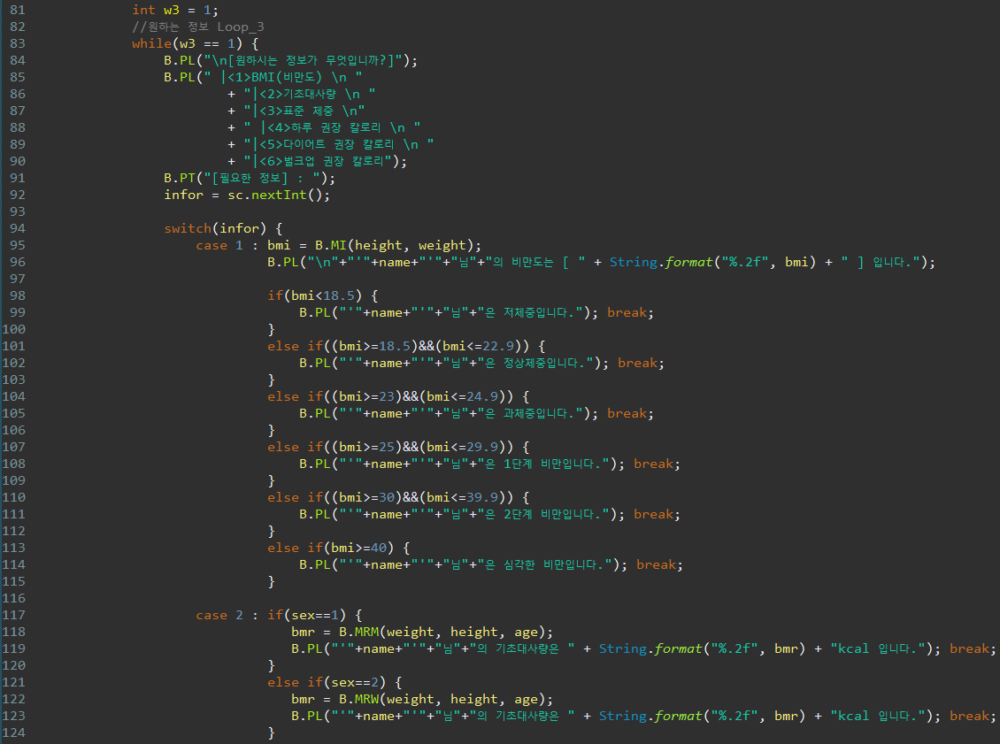 81 int w3 = 1;
82 //원하는 정보 Loop_3
83 while(w3 == 1) {
84 B.PL("\n[원하시는 정보가 무엇입니까?]");
85 B.PL(" |<1>BMI(비만도) \n "
86 + "|<2>기초대사량 \n "
87 + "|<3>표준 체중 \n"
88 + " |<4>하루 권장 칼로리 \n "
89 + "|<5>다이어트 권장 칼로리 \n "
90 + "|<6>벌크업 권장 칼로리");
91 B.PT("[필요한 정보] : ");
92 infor = sc.nextInt();
93
94 switch(infor) {
95 case 1 : bmi = B.MI(height, weight);
96 B.PL("\n"+"'"+name+"'"+"님"+"의 비만도는 [ " + String.format("%.2f", bmi) + " ] 입니다.");
97
98 if(bmi<18.5) {
99 B.PL("'"+name+"'"+"님"+"은 저체중입니다."); break;
100 }
101 else if((bmi>=18.5)&&(bmi<=22.9)) {
102 B.PL("'"+name+"'"+"님"+"은 정상체중입니다."); break;
103 }
104 else if((bmi>=23)&&(bmi<=24.9)) {
105 B.PL("'"+name+"'"+"님"+"은 과체중입니다."); break;
106 }
107 else if((bmi>=25)&&(bmi<=29.9)) {
108 B.PL("'"+name+"'"+"님"+"은 1단계 비만입니다."); break;
109 }
110 else if((bmi>=30)&&(bmi<=39.9)) {
111 B.PL("'"+name+"'"+"님"+"은 2단계 비만입니다."); break;
112 }
113 else if(bmi>=40) {
114 B.PL("'"+name+"'"+"님"+"은 심각한 비만입니다."); break;
115 }
116
117 case 2 : if(sex==1) {
118 bmr = B.MRM(weight, height, age);
119 B.PL("'"+name+"'"+"님"+"의 기초대사량은 " + String.format("%.2f", bmr) + "kcal 입니다."); break;
120 }
121 else if(sex==2) {
122 bmr = B.MRW(weight, height, age);
123 B.PL("'"+name+"'"+"님"+"의 기초대사량은 " + String.format("%.2f", bmr) + "kcal 입니다."); break;
124 }